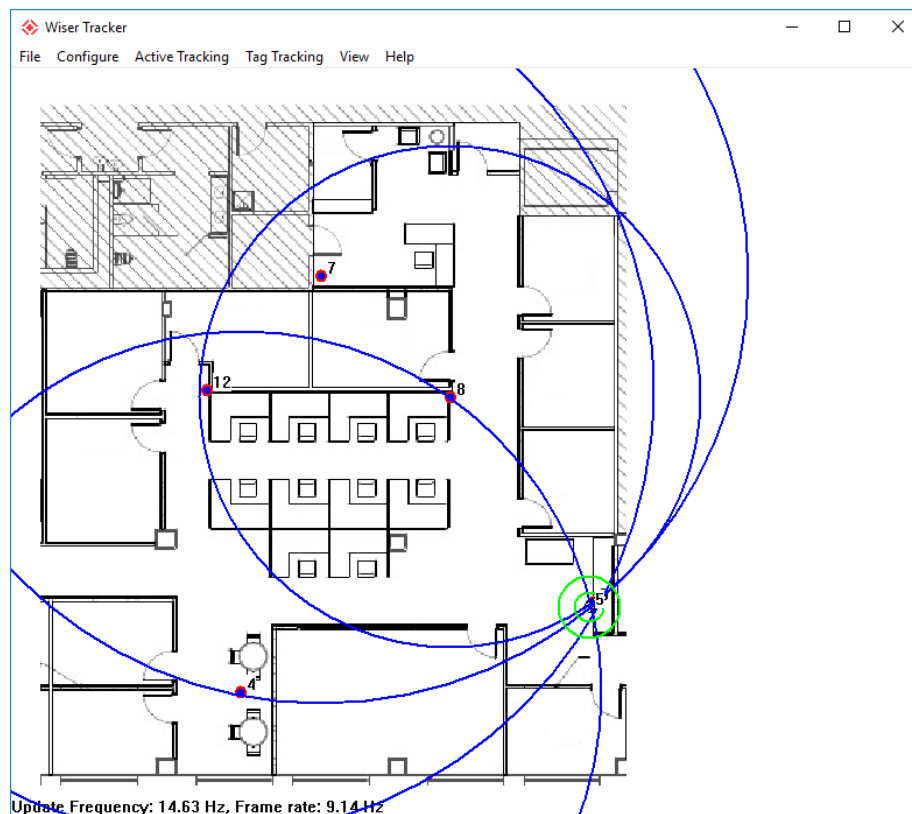 Wiser Tracker
File Configure Active Tracking Tag Tracking View Help
7
12
8
5
4
Update Frequency: 14.63 Hz, Frame rate: 9.14 Hz